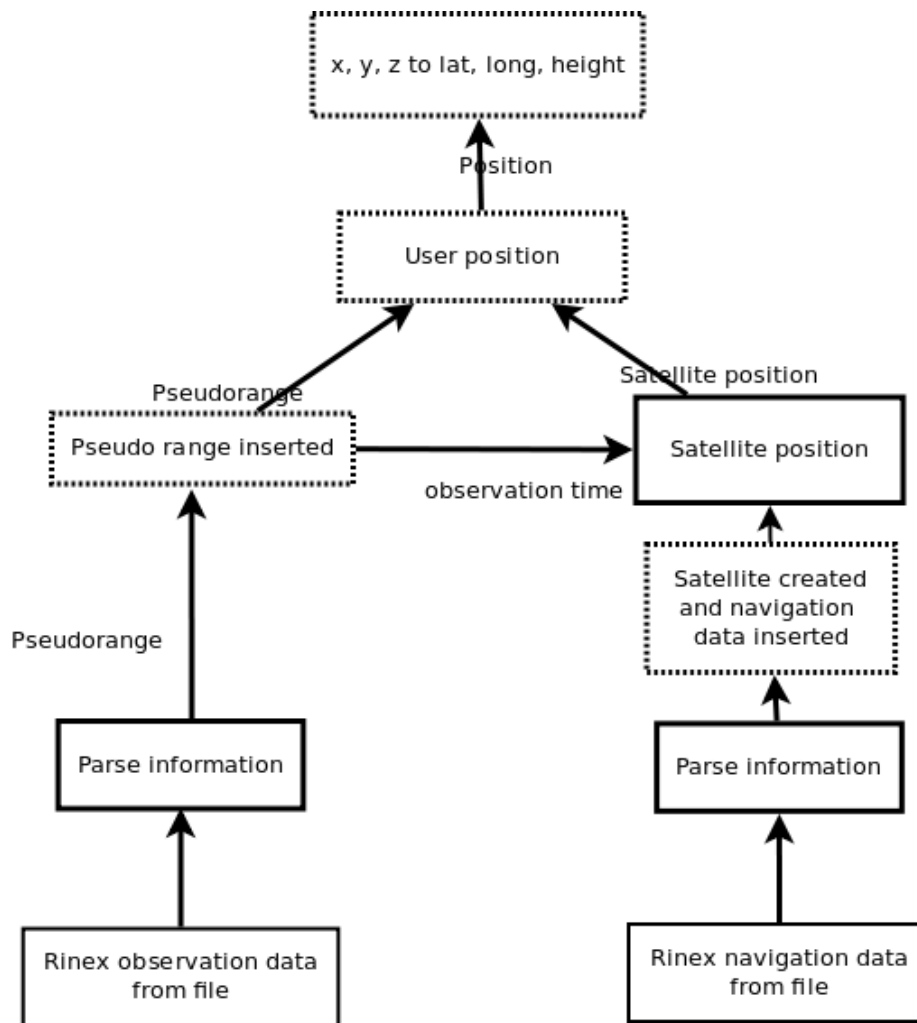 x, y, z to lat, long, height
Position
User position
Pseudorange
Satellite position
Pseudo range inserted
Satellite position
observation time
Satellite created
and navigation
data inserted
Pseudorange
Parse information
Parse information
Rinex observation data
from file
Rinex navigation data
from file